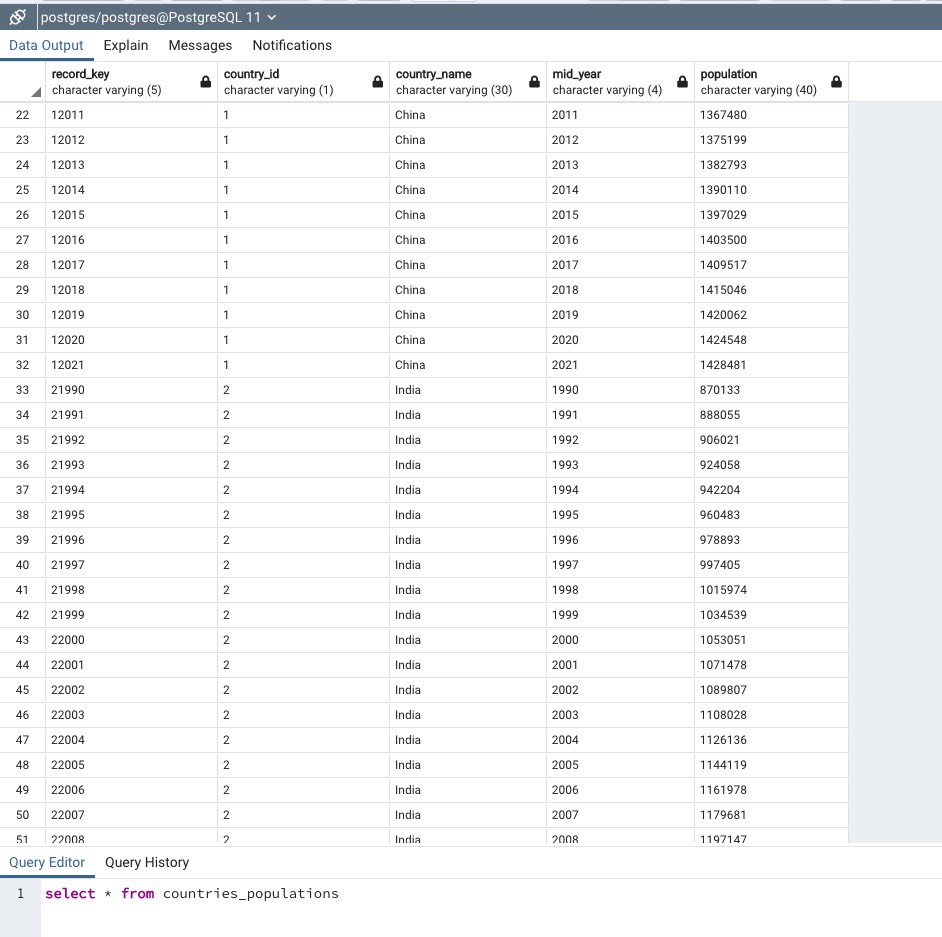 postgres/postgres@PostgreSQL 11
Data Output Explain Messages Notifications
record_key country_id country_name mid_year population
character varying (5) character varying (1) character varying (30) character varying (4) character varying (40)
22 12011 1 China 2011 1367480
23 12012 1 China 2012 1375199
24 12013 1 China 2013 1382793
25 12014 1 China 2014 1390110
26 12015 1 China 2015 1397029
27 12016 1 China 2016 1403500
28 12017 1 China 2017 1409517
29 12018 1 China 2018 1415046
30 12019 1 China 2019 1420062
31 12020 1 China 2020 1424548
32 12021 1 China 2021 1428481
33 21990 2 India 1990 870133
34 21991 2 India 1991 888055
35 21992 2 India 1992 906021
36 21993 2 India 1993 924058
37 21994 2 India 1994 942204
38 21995 2 India 1995 960483
39 21996 2 India 1996 978893
40 21997 2 India 1997 997405
41 21998 2 India 1998 1015974
42 21999 2 India 1999 1034539
43 22000 2 India 2000 1053051
44 22001 2 India 2001 1071478
45 22002 2 India 2002 1089807
46 22003 2 India 2003 1108028
47 22004 2 India 2004 1126136
48 22005 2 India 2005 1144119
49 22006 2 India 2006 1161978
50 22007 2 India 2007 1179681
51 22008 2 India 2008 1197147
Query Editor Query History
1 select * from countries_populations